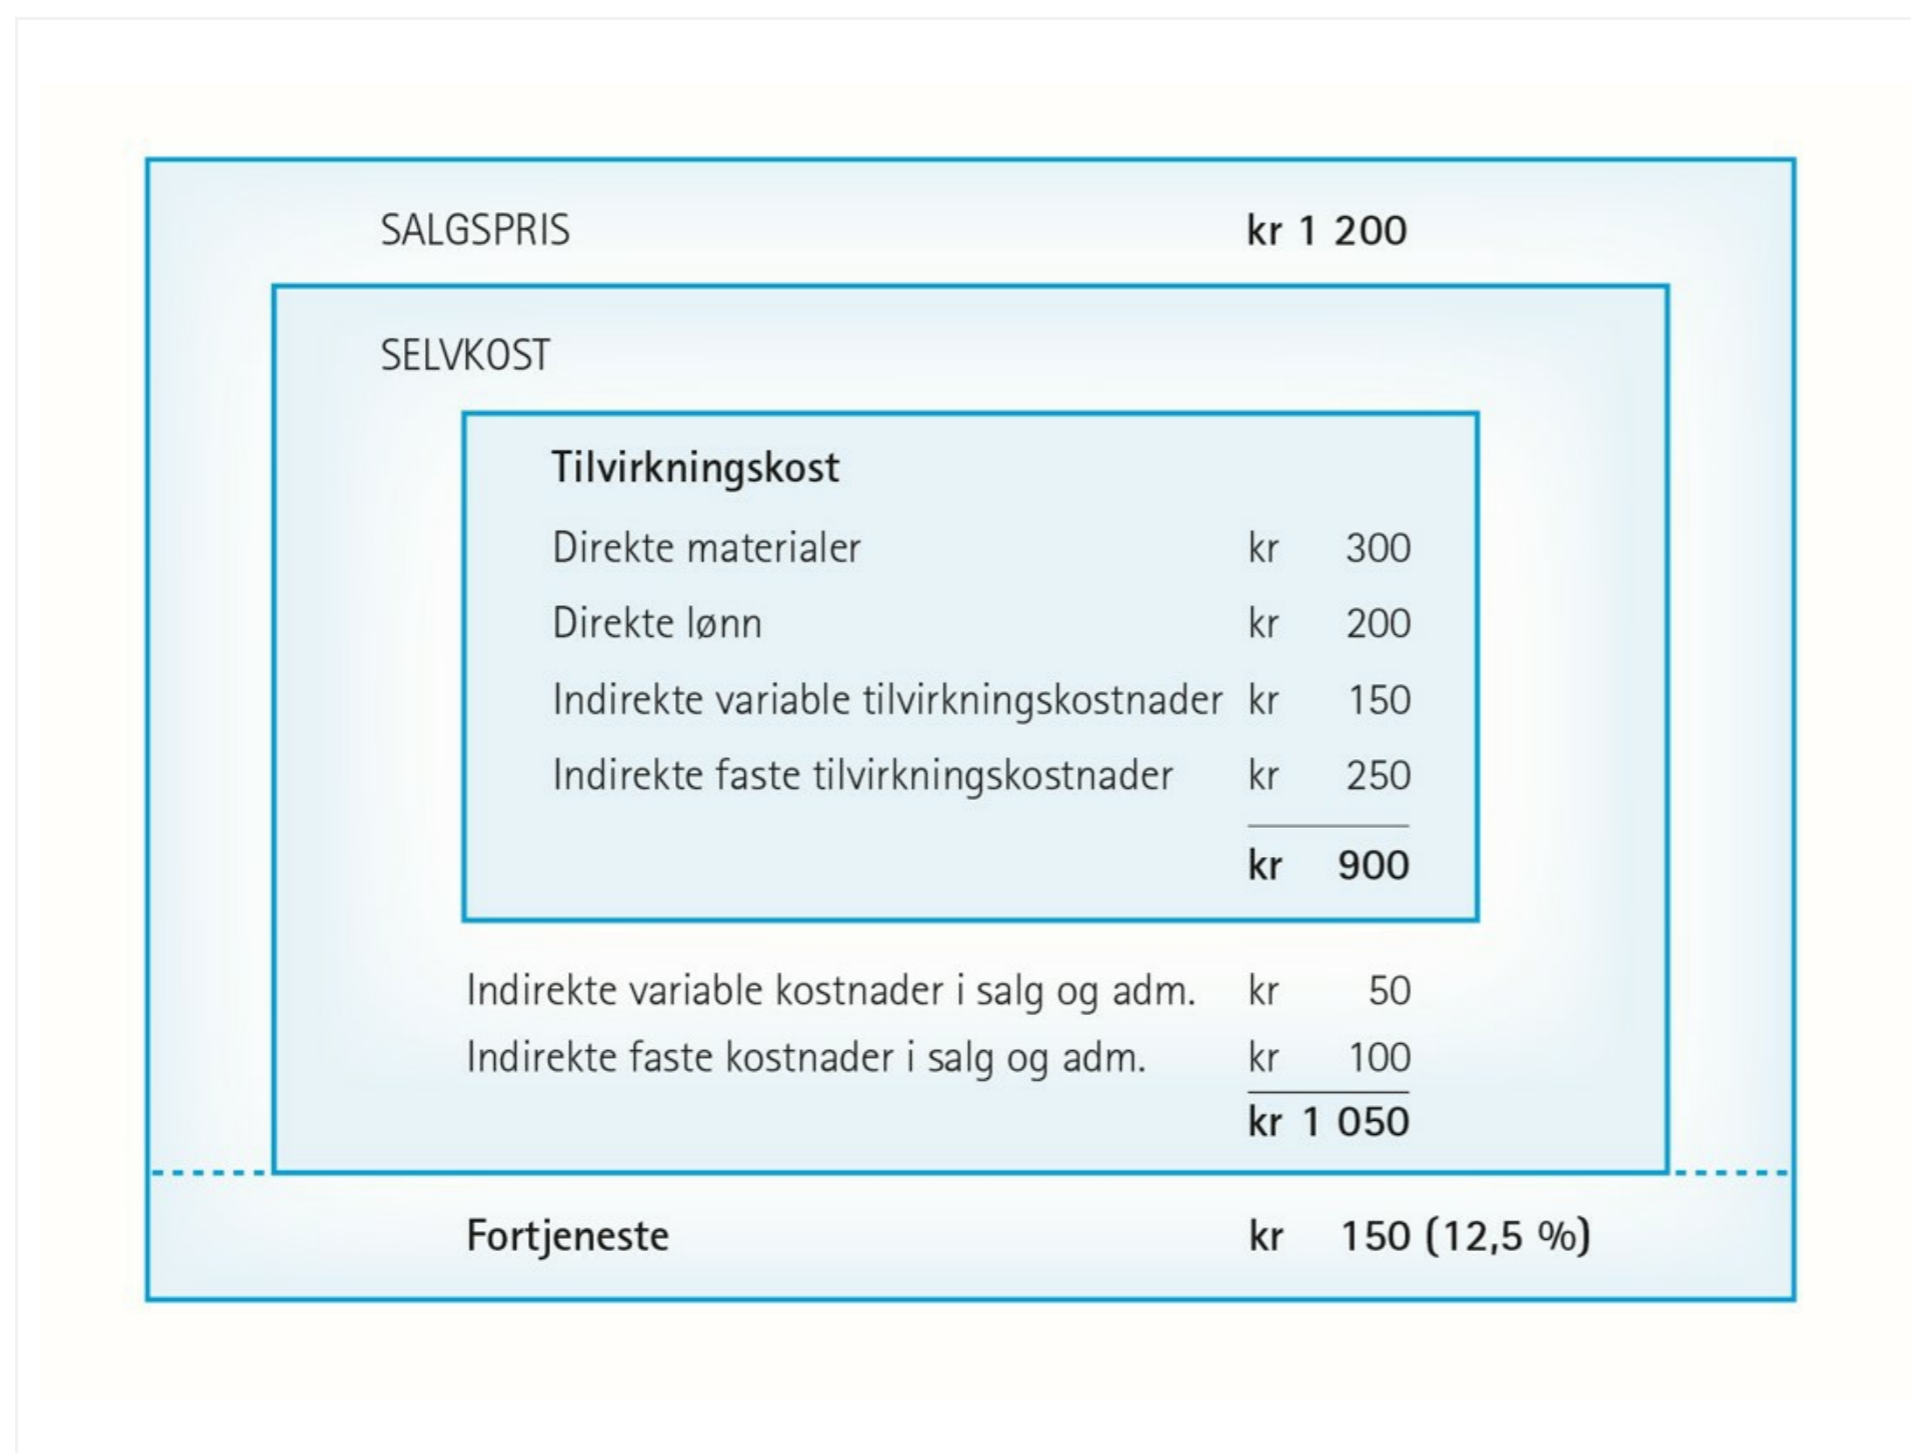 SALGSPRIS kr 1 200
SELVKOST
Tilvirkningskost
Direkte materialer kr 300
Direkte lønn kr 200
Indirekte variable tilvirkningskostnader kr 150
Indirekte faste tilvirkningskostnader kr 250
kr 900
Indirekte variable kostnader i salg og adm. kr 50
Indirekte faste kostnader i salg og adm. kr 100
kr 1 050
Fortjeneste kr 150 (12,5 %)